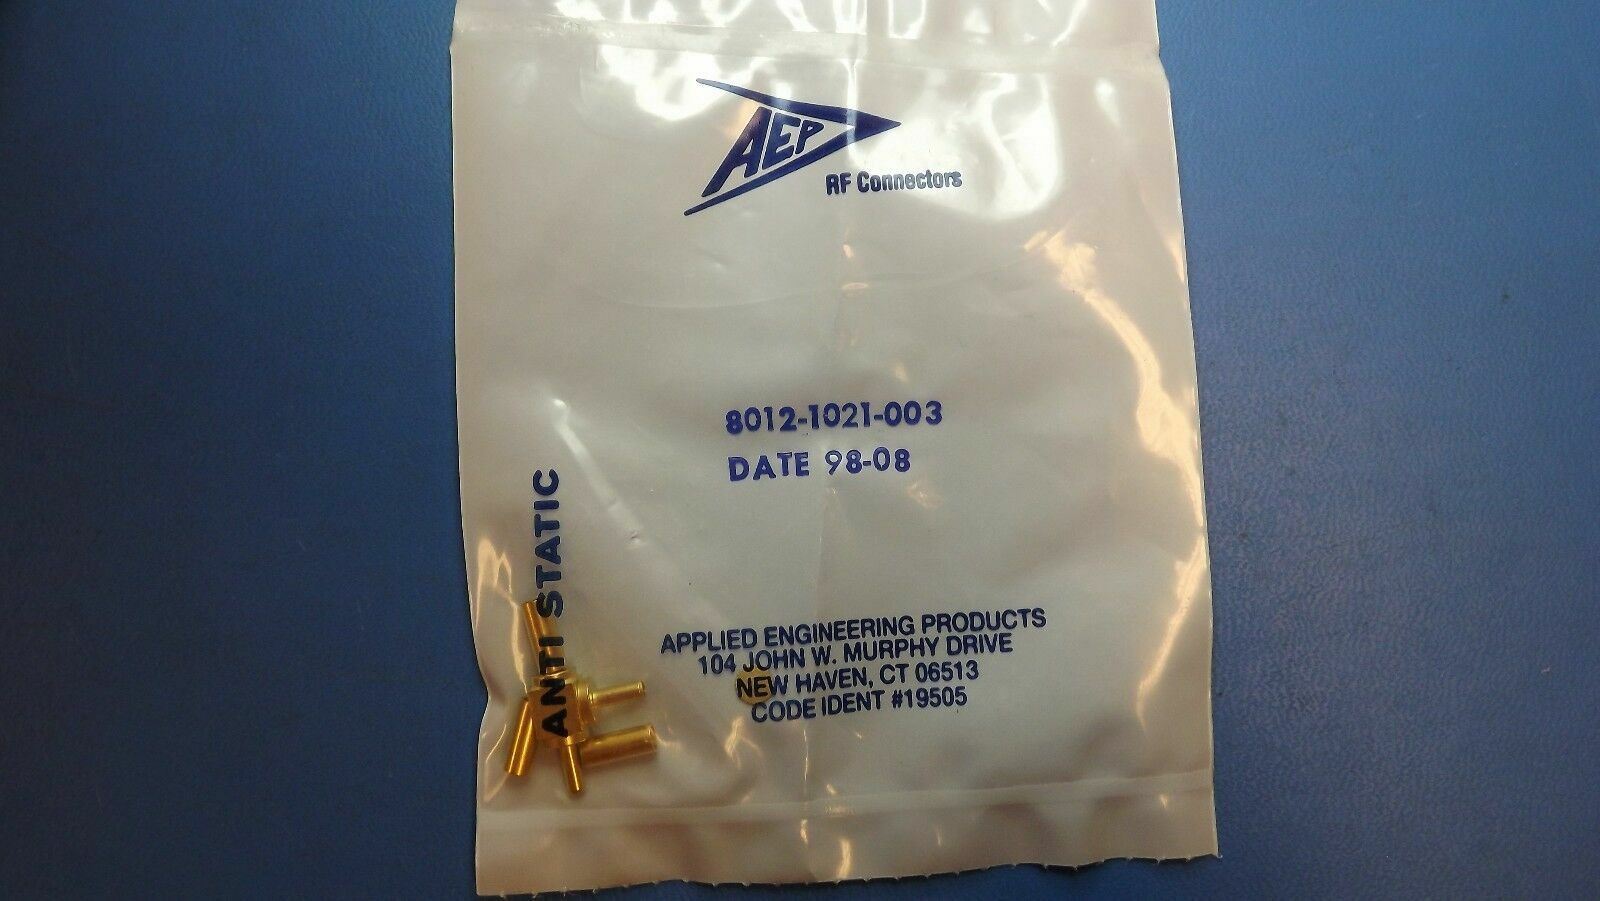 AEP
RF Connectors
8012-1021-003
DATE 98-08
ANTI STATIC
APPLIED ENGINEERING PRODUCTS
104 JOHN W. MURPHY DRIVE
NEW HAVEN, CT 06513
CODE IDENT #19505